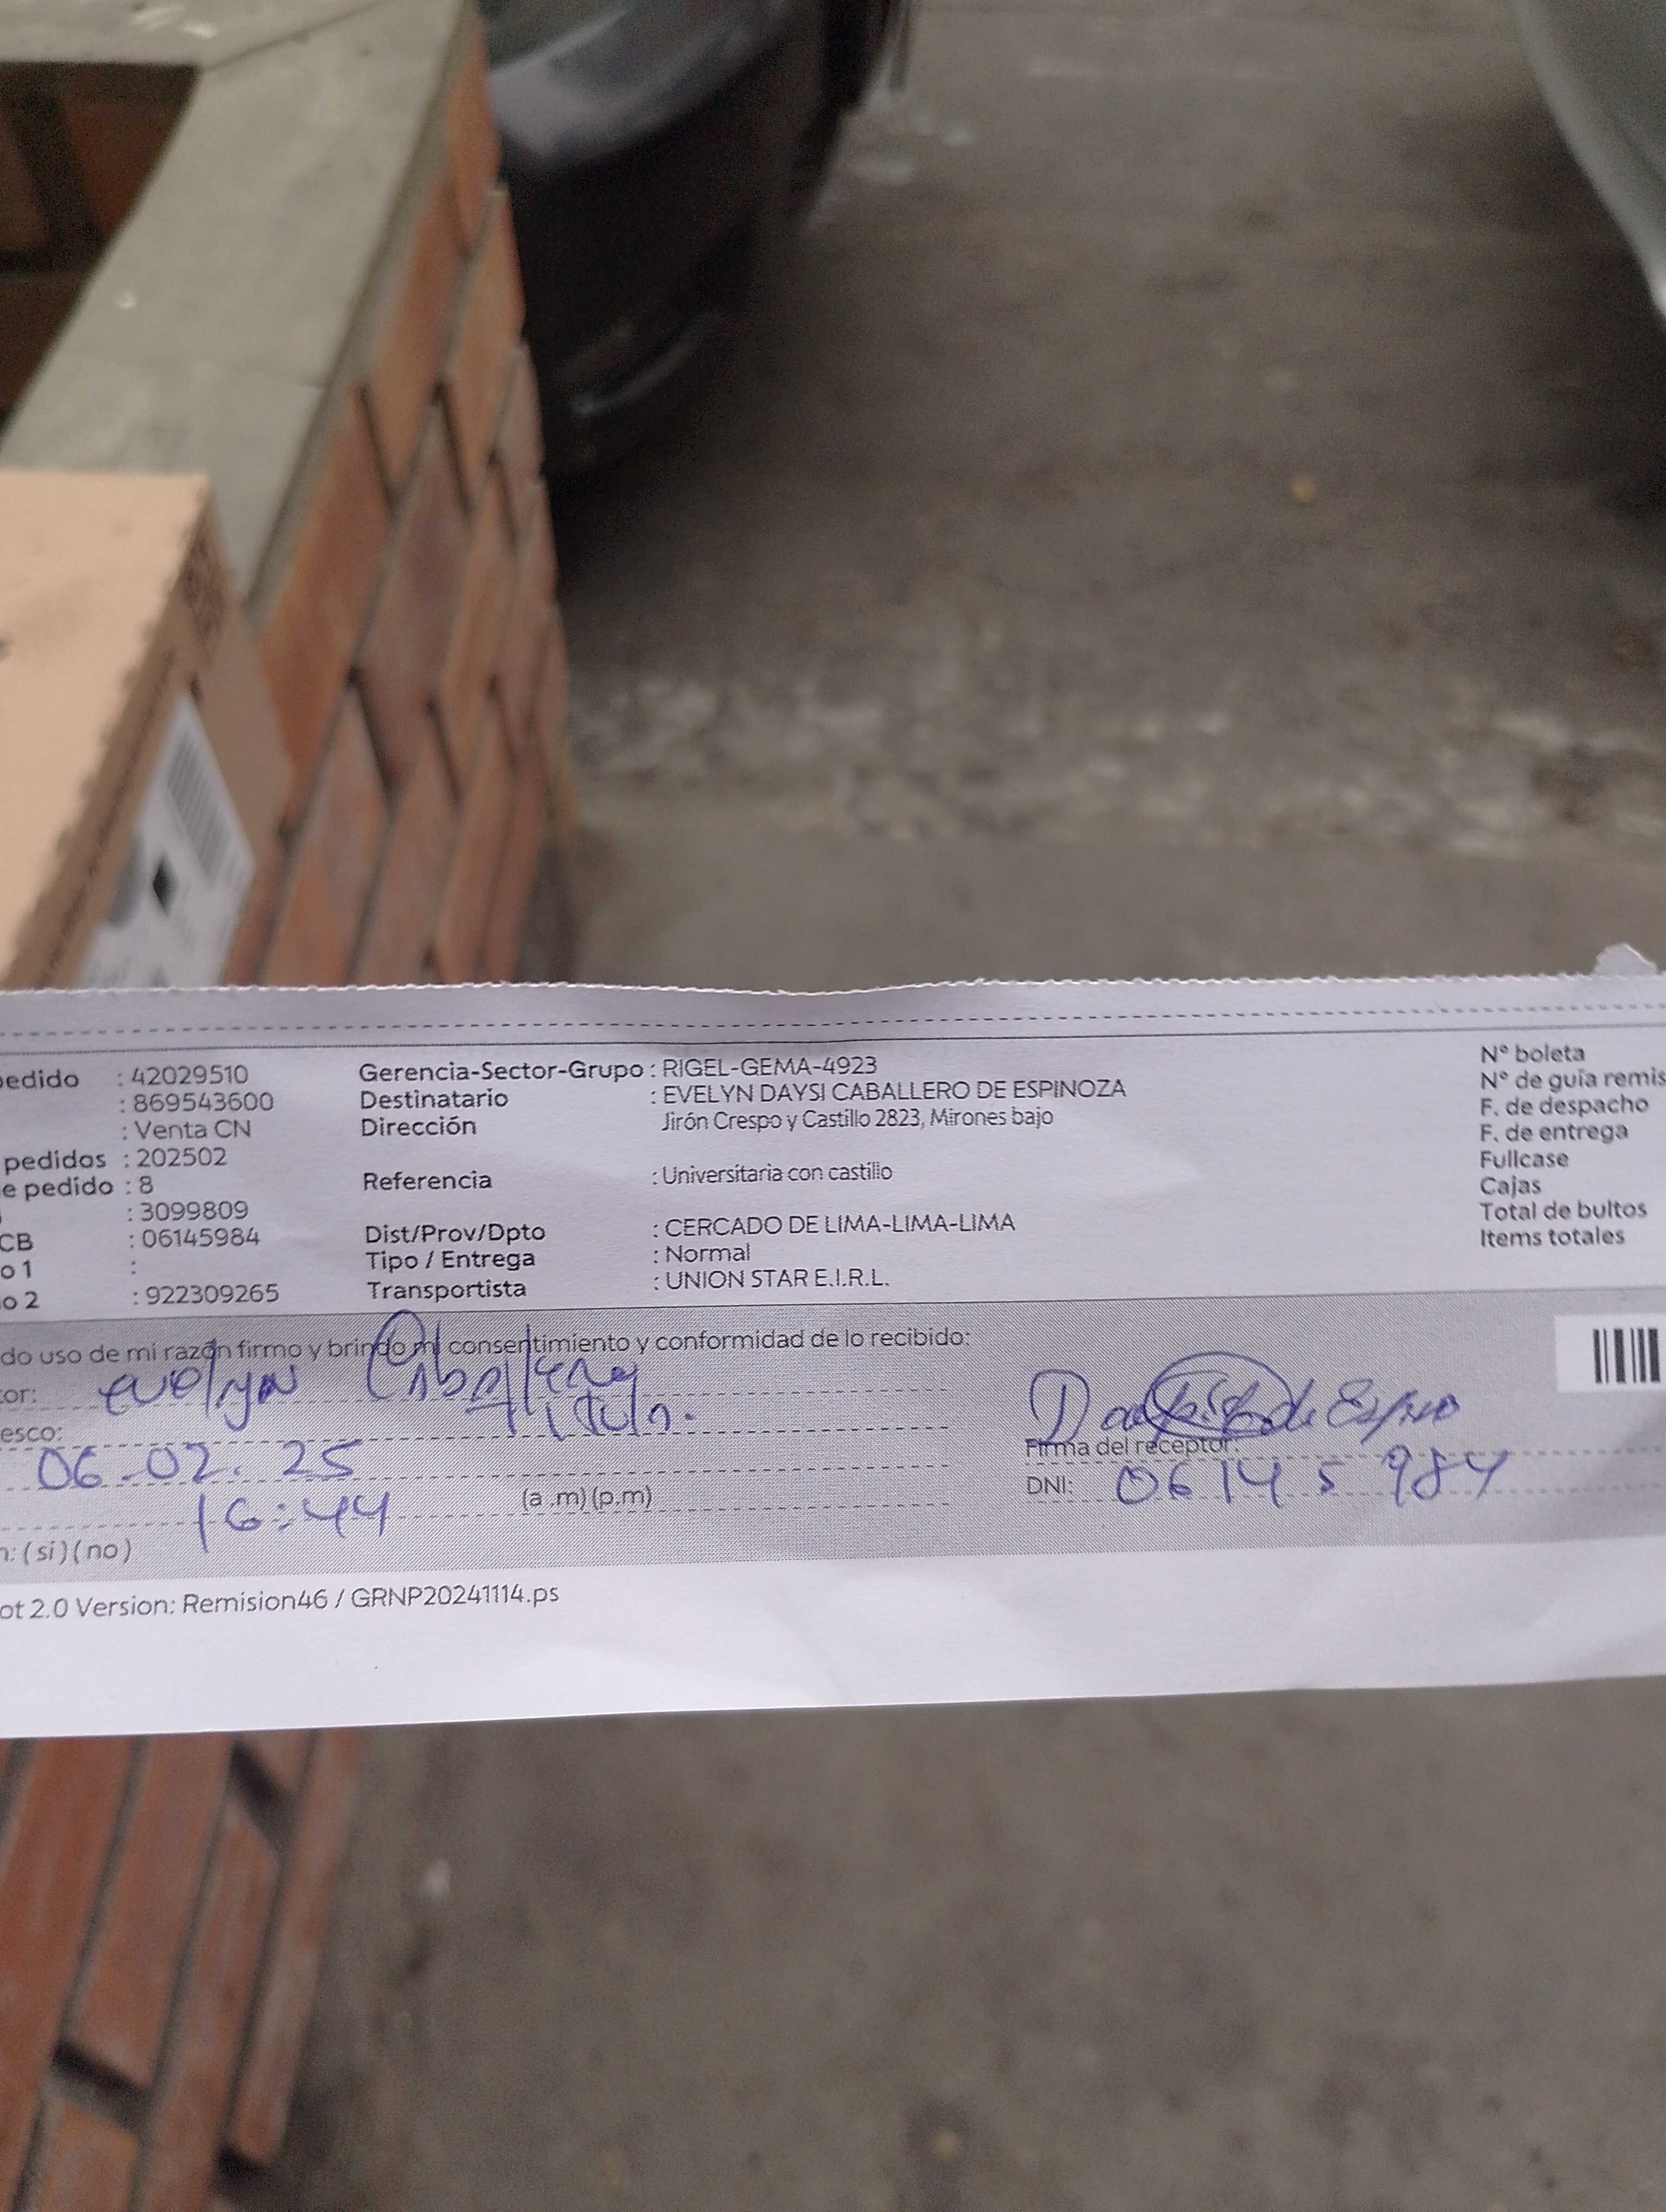 pedido : 42029510 Gerencia-Sector-Grupo : RIGEL-GEMA-4923 N° boleta
: 869543600 Destinatario : EVELYN DAYSI CABALLERO DE ESPINOZA N° de guía remis
: Venta CN Dirección Jirón Crespo y Castillo 2823, Mirones bajo F. de despacho
pedidos : 202502 F. de entrega
e pedido : 8 Referencia : Universitaria con castillo Fullcase
: 3099809 Cajas
CB : 06145984 Dist/Prov/Dpto : CERCADO DE LIMA-LIMA-LIMA Total de bultos
o 1 : Tipo / Entrega : Normal Items totales
o 2 : 922309265 Transportista : UNION STAR E.I.R.L.
do uso de mi razón firmo y brindo mi consentimiento y conformidad de lo recibido:
tor: evelyn Caballero
esco: Titular.
Firma del receptor:
06-02.25
DNI: 06145984
16:44 (a.m)(p.m)
n: (si)(no)
ot 2.0 Version: Remision46 / GRNP20241114.ps